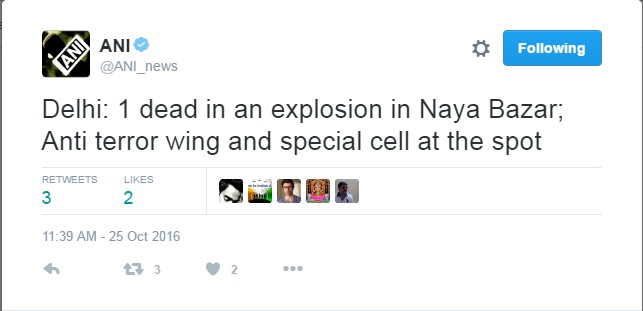 ANI
ANI
@ANI_news
Following
Delhi: 1 dead in an explosion in Naya Bazar;
Anti terror wing and special cell at the spot
RETWEETS LIKES
3 2
11:39 AM - 25 Oct 2016
3 2